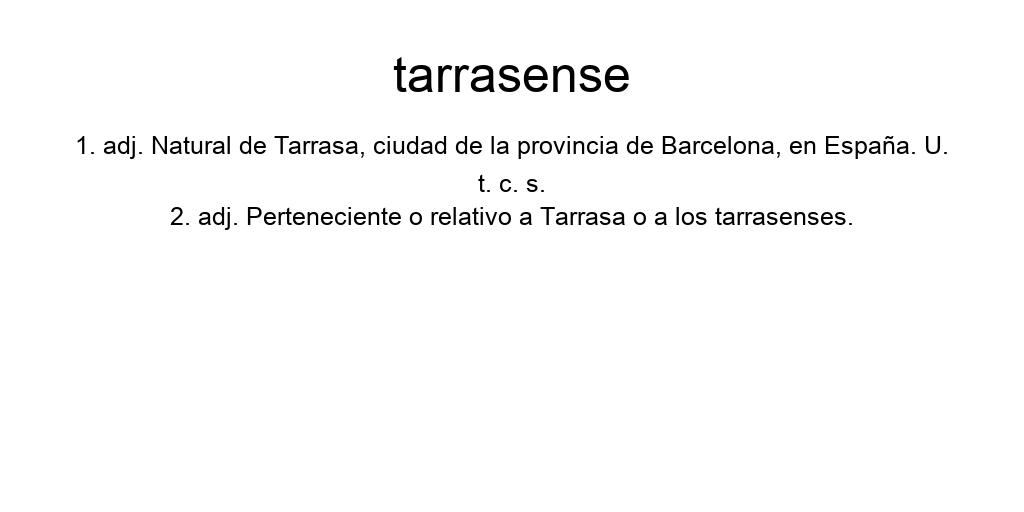 tarrasense
1. adj. Natural de Tarrasa, ciudad de la provincia de Barcelona, en España. U.
t. c. s.
2. adj. Perteneciente o relativo a Tarrasa o a los tarrasenses.